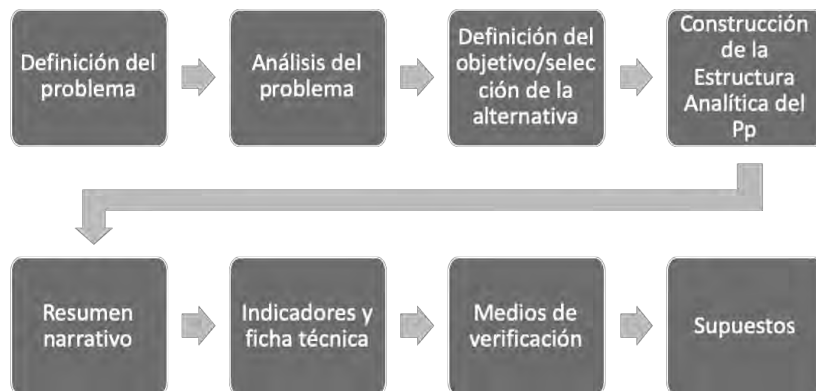 Definición del
problema
Análisis del
problema
Definición del
objetivo/selec
ción de la
alternativa
Construcción
de la
Estructura
Analítica del
Pp
Resumen
narrativo
Indicadores y
ficha técnica
Medios de
verificación
Supuestos